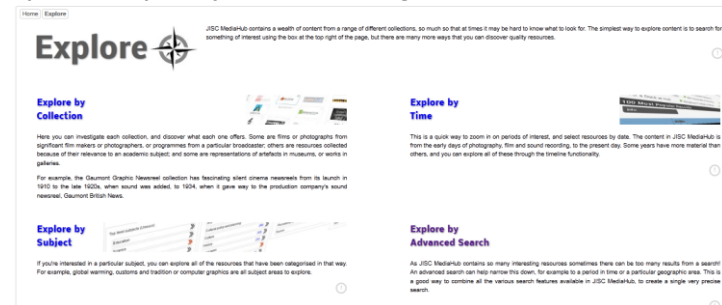 Home Explore
Explore
JISC MediaHub contains a wealth of content from a range of different collections, so much so that at times it may be hard to know what to look for. The simplest way to explore content is to search for
something of interest using the box at the top right of the page, but there are many more ways that you can discover quality resources.
Explore by
Collection
Here you can investigate each collection, and discover what each one offers. Some are films or photographs from
significant film makers or photographers, or programmes from a particular broadcaster; others are resources collected
because of their relevance to an academic subject; and some are representations of artefacts in museums, or works in
galleries.
For example, the Gaumont Graphic Newsreel collection has fascinating silent cinema newsreels from its launch in
1910 to the late 1920s, when sound was added, to 1934, when it gave way to the production company's sound
newsreel, Gaumont British News.
Explore by
Time
This is a quick way to zoom in on periods of interest, and select resources by date. The content in JISC MediaHub is
from the early days of photography, film and sound recording, to the present day. Some years have more material than
others, and you can explore all of these through the timeline functionality.
Explore by
Subject
If you're interested in a particular subject, you can explore all of the resources that have been categorised in that way.
For example, global warming, customs and tradition or computer graphics are all subject areas to explore.
Explore by
Advanced Search
As JISC MediaHub contains so many interesting resources sometimes there can be too many results from a search!
An advanced search can help narrow this down, for example to a period in time or a particular geographic area. This is
a good way to combine all the various search features available in JISC MediaHub, to create a single very precise
search.